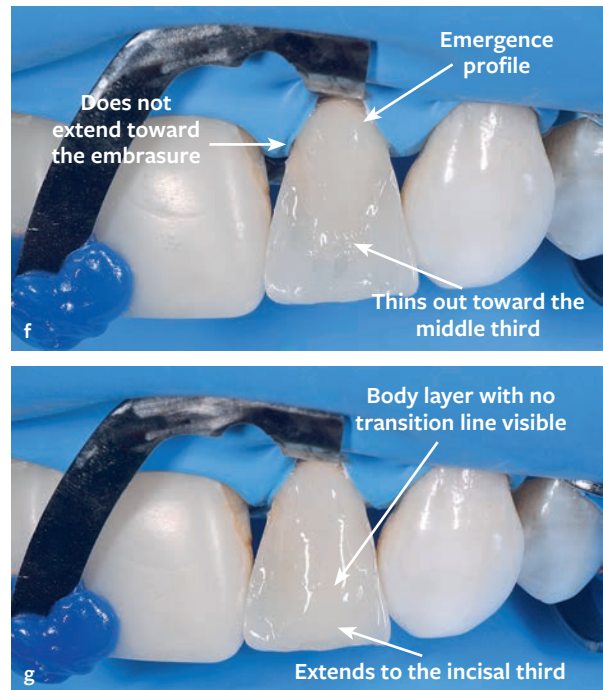 Emergence
profile
Does not
extend toward
the embrasure
Thins out toward the
middle third
f
Body layer with no
transition line visible
Extends to the incisal third
g